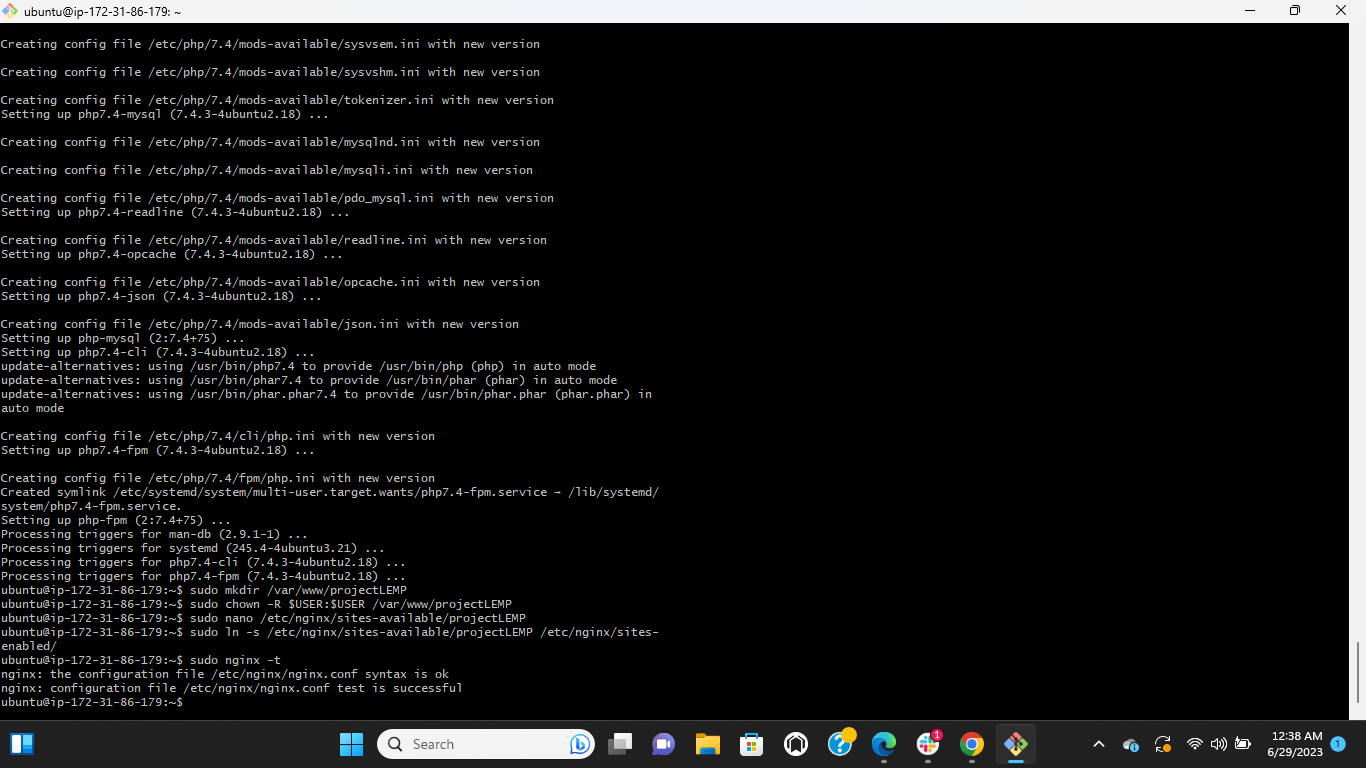 ubuntu@ip-172-31-86-179: ~
Creating config file /etc/php/7.4/mods-available/sysvsem.ini with new version
Creating config file /etc/php/7.4/mods-available/sysvshm.ini with new version
Creating config file /etc/php/7.4/mods-available/tokenizer.ini with new version
Setting up php7.4-mysql (7.4.3-4ubuntu2.18) ...
Creating config file /etc/php/7.4/mods-available/mysqlnd.ini with new version
Creating config file /etc/php/7.4/mods-available/mysqli.ini with new version
Creating config file /etc/php/7.4/mods-available/pdo_mysql.ini with new version
Setting up php7.4-readline (7.4.3-4ubuntu2.18) ...
Creating config file /etc/php/7.4/mods-available/readline.ini with new version
Setting up php7.4-opcache (7.4.3-4ubuntu2.18) ...
Creating config file /etc/php/7.4/mods-available/opcache.ini with new version
Setting up php7.4-json (7.4.3-4ubuntu2.18) ...
Creating config file /etc/php/7.4/mods-available/json.ini with new version
Setting up php-mysql (2:7.4+75) ...
Setting up php7.4-cli (7.4.3-4ubuntu2.18) ...
update-alternatives: using /usr/bin/php7.4 to provide /usr/bin/php (php) in auto mode
update-alternatives: using /usr/bin/phar7.4 to provide /usr/bin/phar (phar) in auto mode
update-alternatives: using /usr/bin/phar.phar7.4 to provide /usr/bin/phar.phar (phar.phar) in
auto mode
Creating config file /etc/php/7.4/cli/php.ini with new version
Setting up php7.4-fpm (7.4.3-4ubuntu2.18) ...
Creating config file /etc/php/7.4/fpm/php.ini with new version
Created symlink /etc/systemd/system/multi-user.target.wants/php7.4-fpm.service → /lib/systemd/
system/php7.4-fpm.service.
Setting up php-fpm (2:7.4+75) ...
Processing triggers for man-db (2.9.1-1) ...
Processing triggers for systemd (245.4-4ubuntu3.21) ...
Processing triggers for php7.4-cli (7.4.3-4ubuntu2.18) ...
Processing triggers for php7.4-fpm (7.4.3-4ubuntu2.18) ...
ubuntu@ip-172-31-86-179:~$ sudo mkdir /var/www/projectLEMP
ubuntu@ip-172-31-86-179:~$ sudo chown -R $USER:$USER /var/www/projectLEMP
ubuntu@ip-172-31-86-179:~$ sudo nano /etc/nginx/sites-available/projectLEMP
ubuntu@ip-172-31-86-179:~$ sudo ln -s /etc/nginx/sites-available/projectLEMP /etc/nginx/sites-
enabled/
ubuntu@ip-172-31-86-179:~$ sudo nginx -t
nginx: the configuration file /etc/nginx/nginx.conf syntax is ok
nginx: configuration file /etc/nginx/nginx.conf test is successful
ubuntu@ip-172-31-86-179:~$
Search
1
12:38 AM
6/29/2023
1